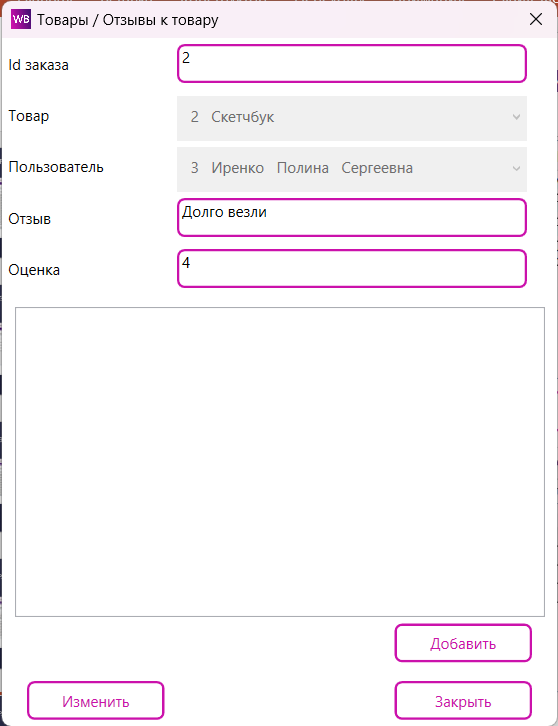 WB Товары / Отзывы к товару
Id заказа 2
Товар 2 Скетчбук
Пользователь 3 Иренко Полина Сергеевна
Отзыв Долго везли
Оценка 4
Добавить
Изменить Закрыть